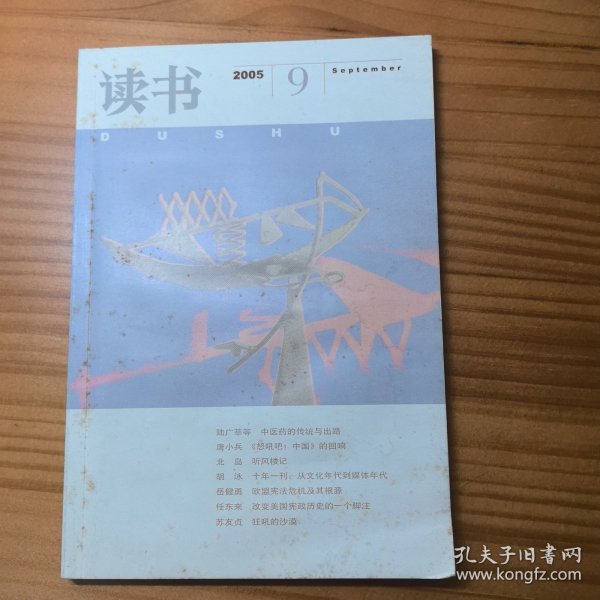 读书
2005
9
September
DUSHU
陆广莘等 中医药的传统与出路
唐小兵 《怒吼吧！中国》的回响
北 岛 听风楼记
胡 泳 十年一刊：从文化年代到媒体年代
岳健勇 欧盟宪法危机及其根源
任东来 改变美国宪政历史的一个脚注
苏友贞 狂吼的沙漠
孔夫子旧书网
www.kongfz.com